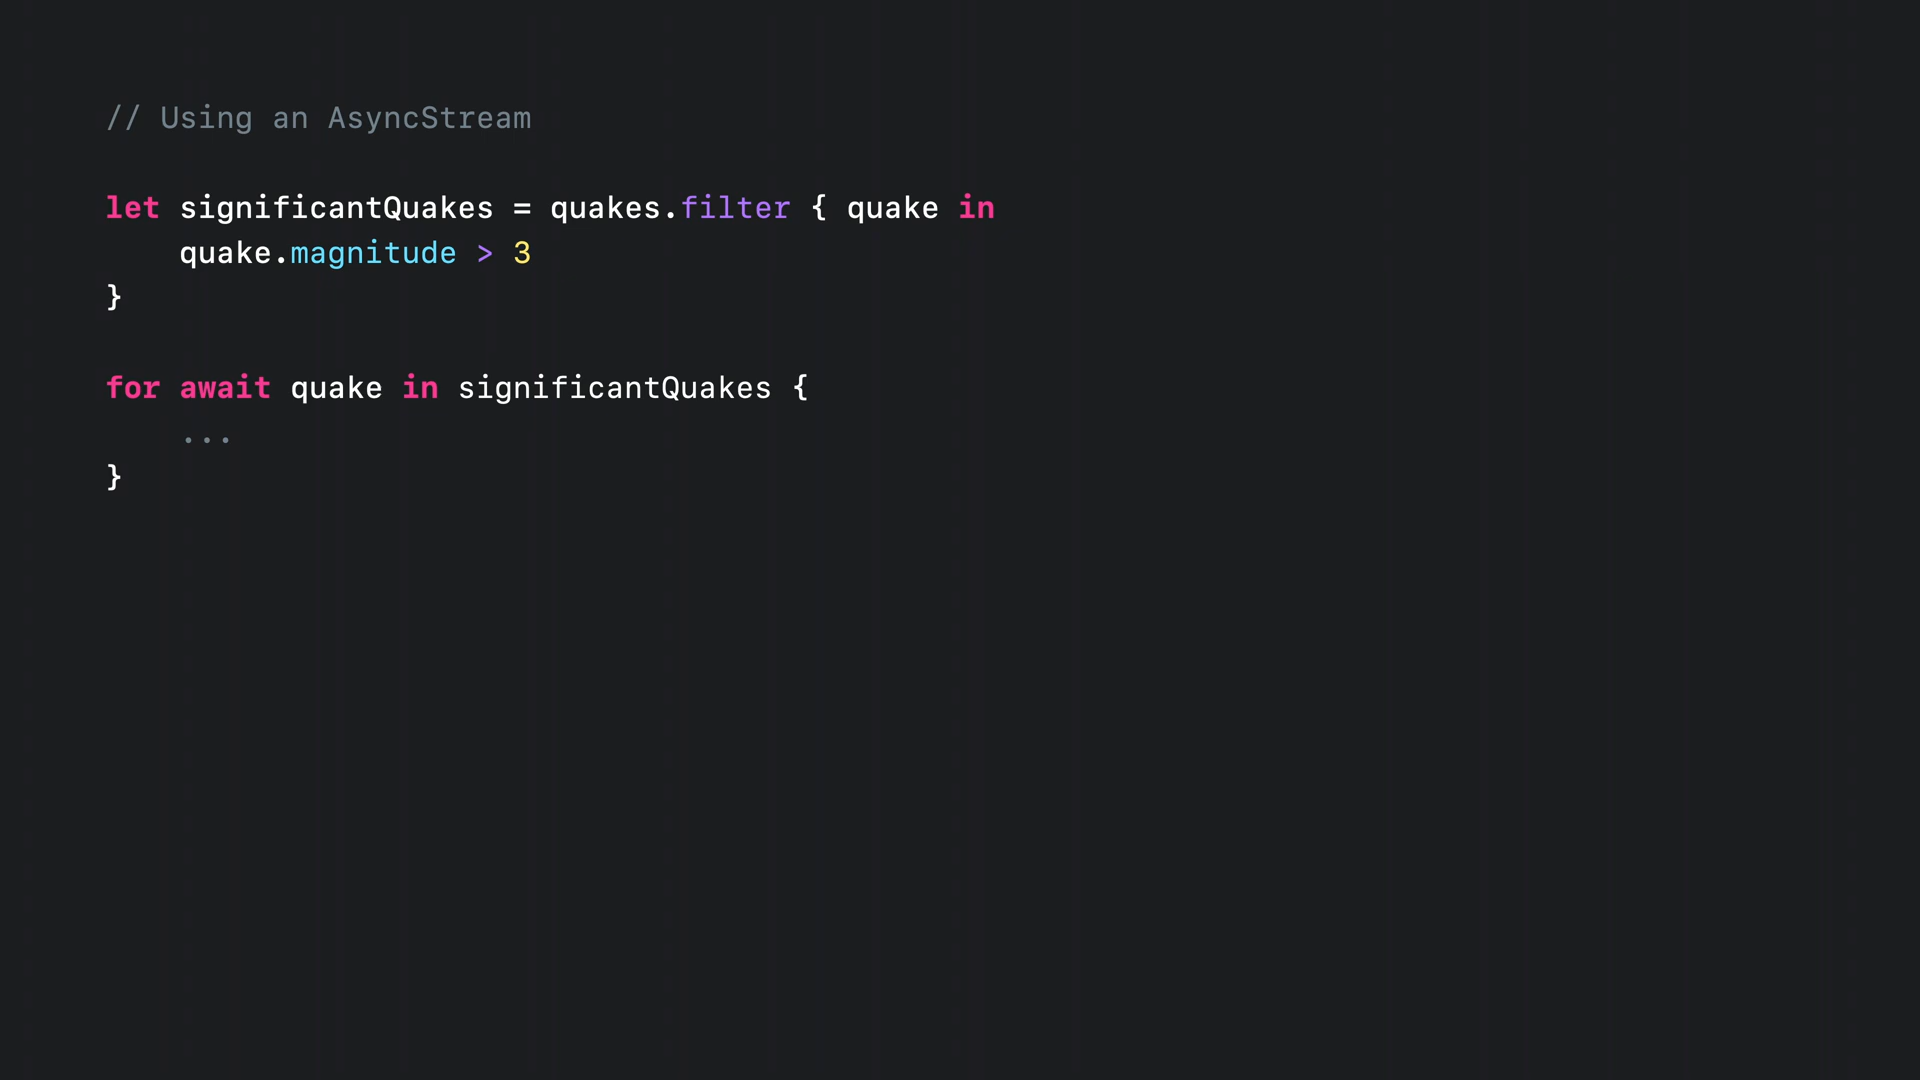 // Using an AsyncStream
let significantQuakes = quakes.filter { quake in
    quake.magnitude > 3
}
for await quake in significantQuakes {
    ...
}